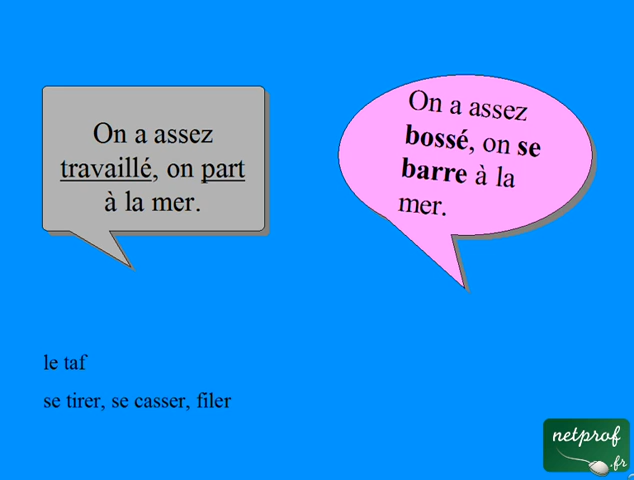 On a assez
travaillé, on part
à la mer.
On a assez
bossé, on se
barre à la
mer.
le taf
se tirer, se casser, filer
netprof
.fr